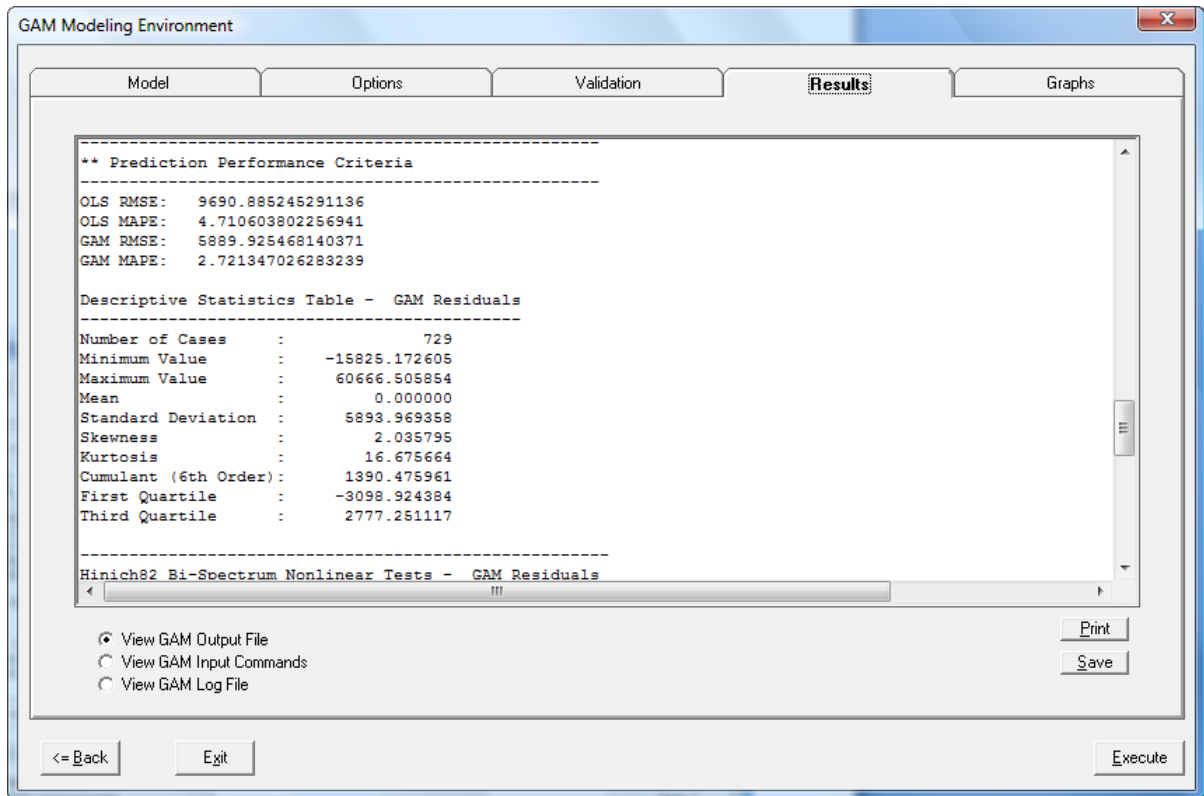 GAM Modeling Environment
Model Options Validation Results Graphs
------------------------------------------------------
** Prediction Performance Criteria
------------------------------------------------------
OLS RMSE: 9690.885245291136
OLS MAPE: 4.710603802256941
GAM RMSE: 5889.925468140371
GAM MAPE: 2.721347026283239
Descriptive Statistics Table - GAM Residuals
----------------------------------------------
Number of Cases : 729
Minimum Value : -15825.172605
Maximum Value : 60666.505854
Mean : 0.000000
Standard Deviation : 5893.969358
Skewness : 2.035795
Kurtosis : 16.675664
Cumulant (6th Order): 1390.475961
First Quartile : -3098.924384
Third Quartile : 2777.251117
-------------------------------------------------------
Hinich82 Bi-Spectrum Nonlinear Tests - GAM Residuals
View GAM Output File
View GAM Input Commands
View GAM Log File
Print
Save
<= Back Exit Execute